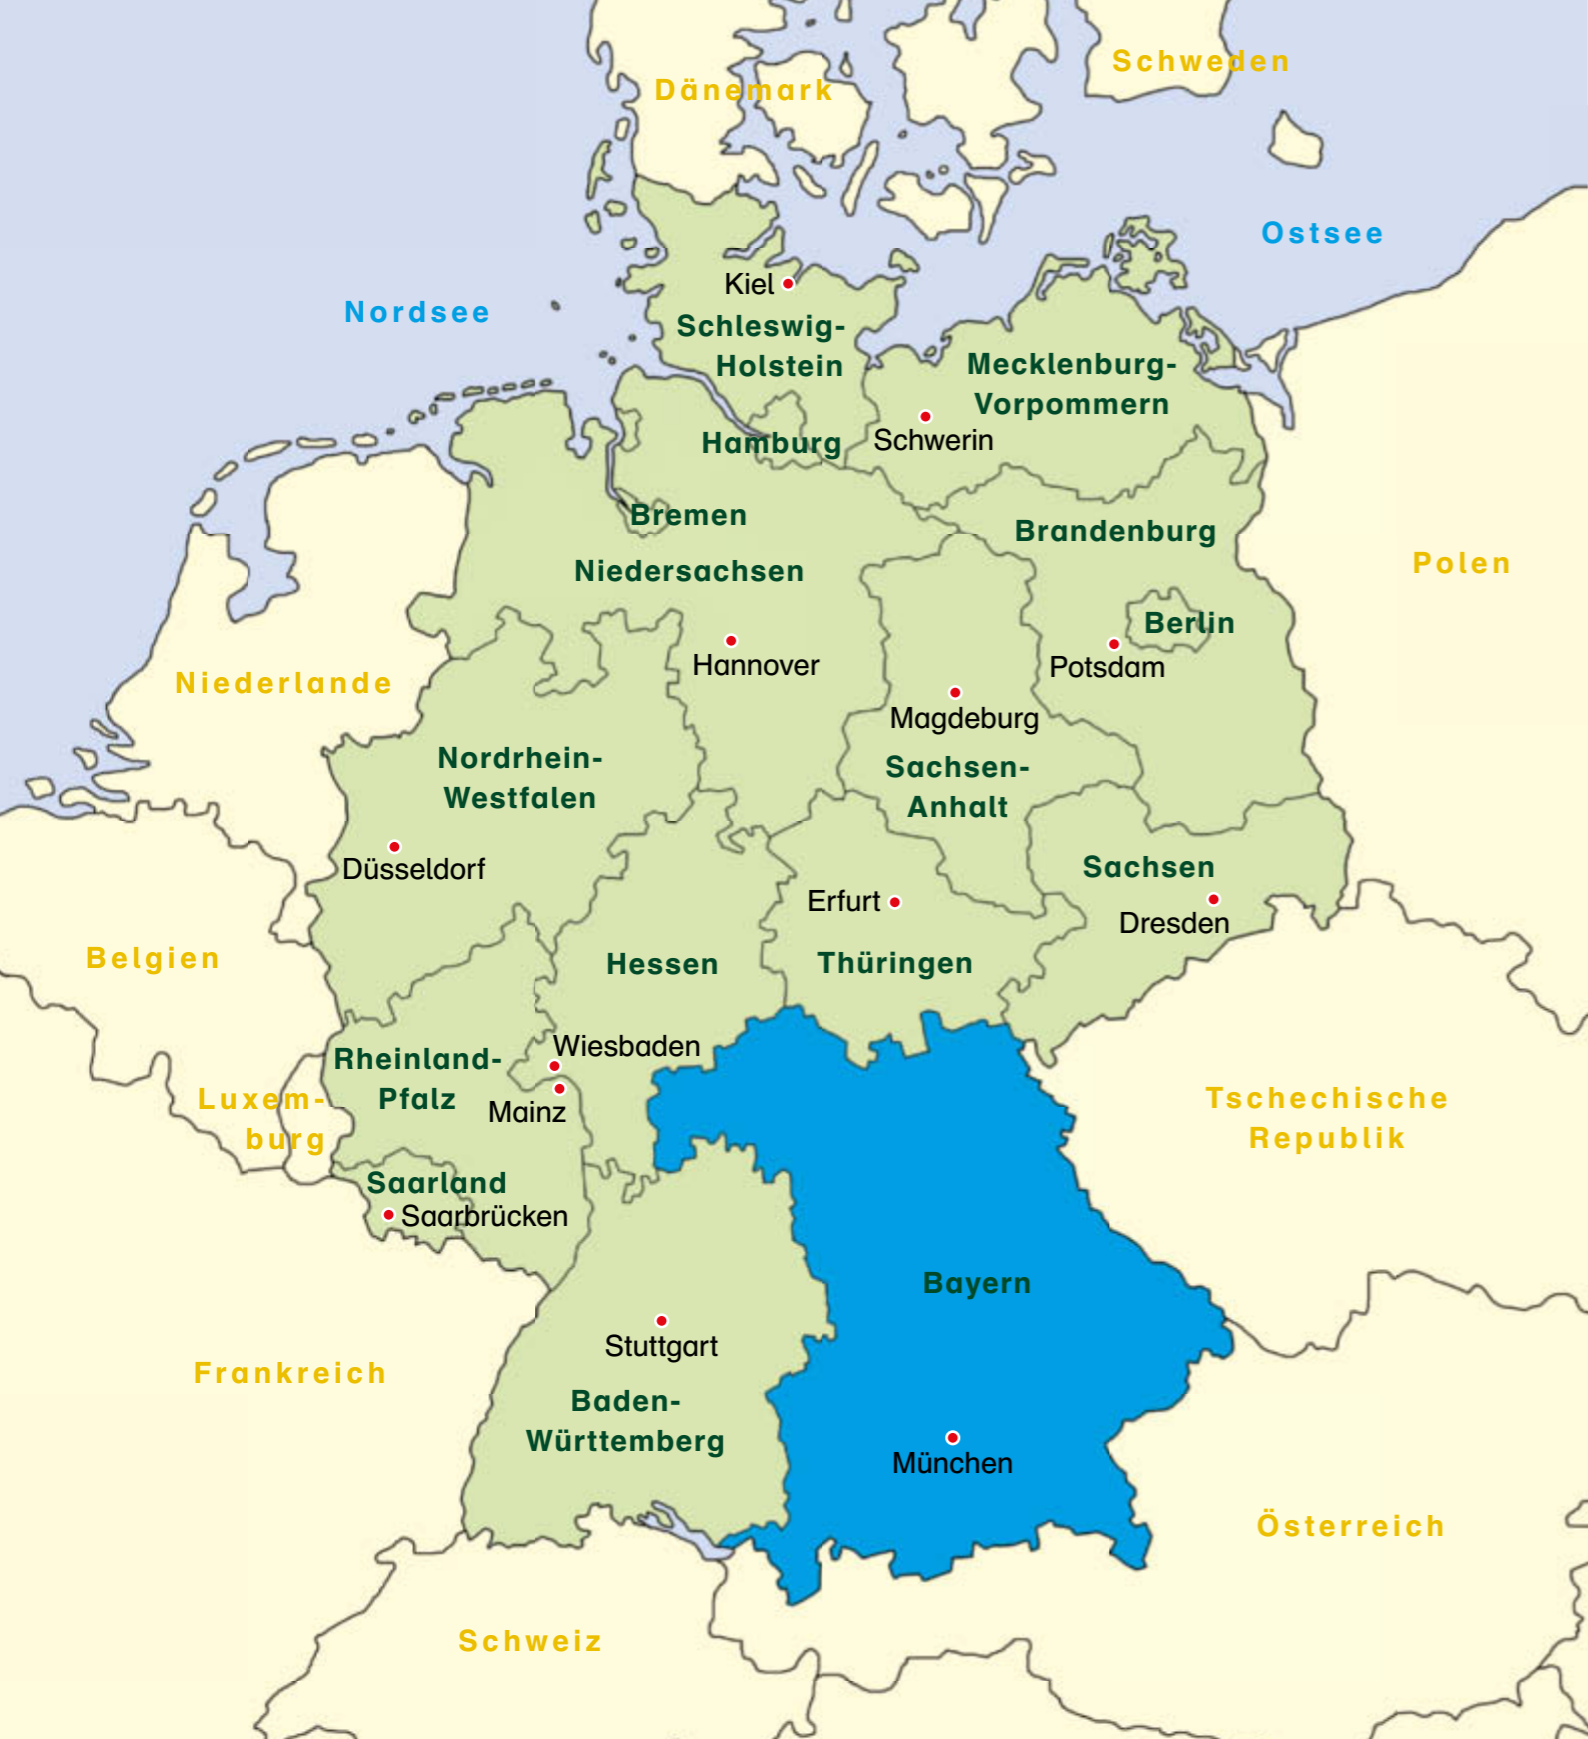 Schweden
Dänemark
Ostsee
Kiel
Nordsee
Schleswig-
Holstein
Mecklenburg-
Vorpommern
Schwerin
Hamburg
Bremen
Brandenburg
Polen
Niedersachsen
Berlin
Hannover
Potsdam
Niederlande
Magdeburg
Nordrhein-
Westfalen
Sachsen-
Anhalt
Düsseldorf
Sachsen
Erfurt
Dresden
Belgien
Hessen
Thüringen
Wiesbaden
Rheinland-
Pfalz
Mainz
Luxem-
burg
Tschechische
Republik
Saarland
Saarbrücken
Bayern
Stuttgart
Frankreich
Baden-
Württemberg
München
Österreich
Schweiz